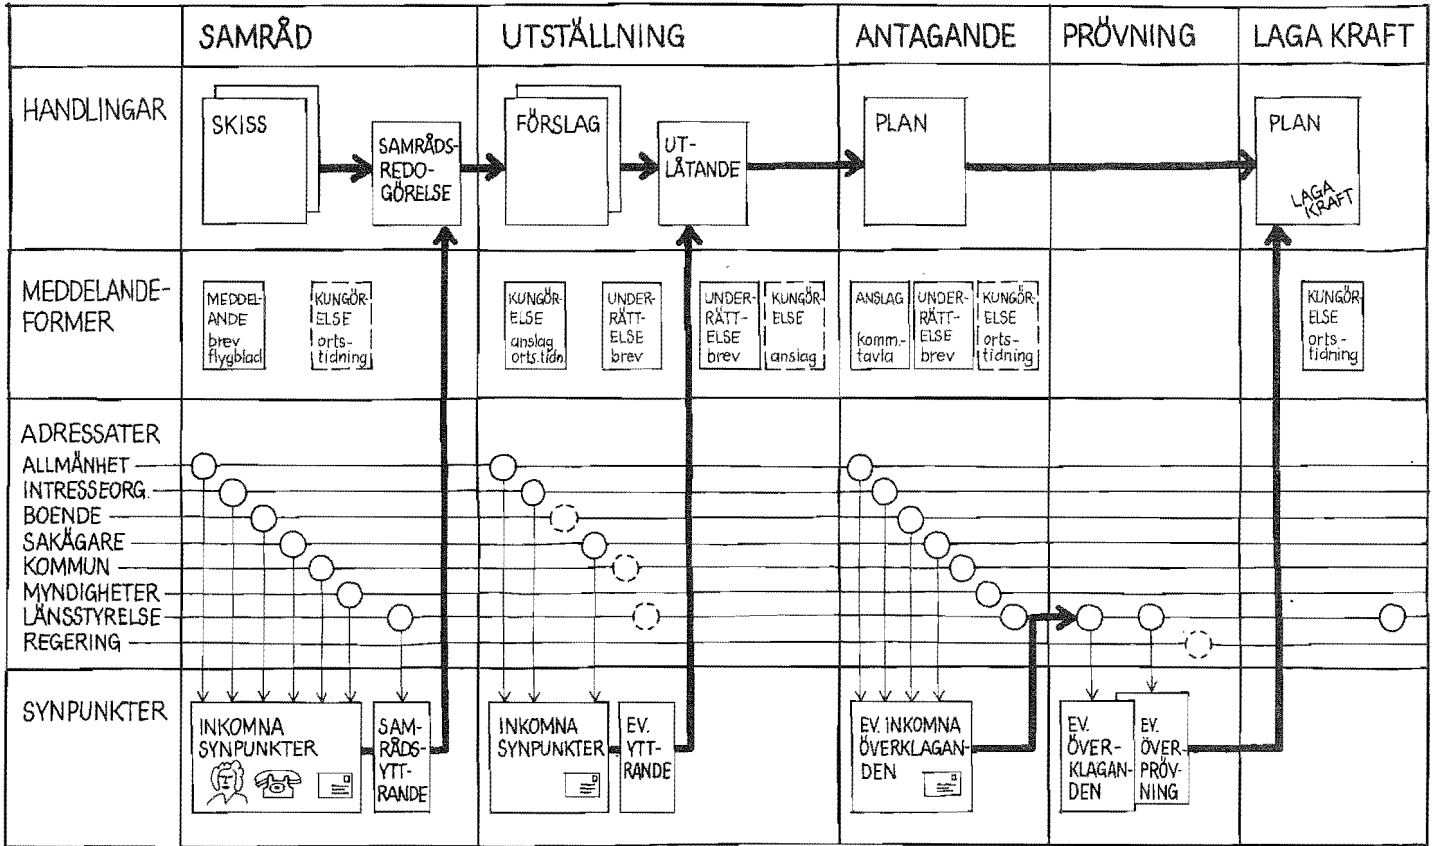 SAMRÅD
UTSTÄLLNING
ANTAGANDE
PRÖVNING
LAGA KRAFT
HANDLINGAR
SKISS
SAMRÅDS-
REDO-
GÖRELSE
FÖRSLAG
UT-
LÅTANDE
PLAN
PLAN
LAGA
KRAFT
MEDDELANDE-
FORMER
MEDDEL-
ANDE
brev
flygblad
KUNGÖR-
ELSE
orts-
tidning
KUNGÖR-
ELSE
anslag
orts.tidn.
UNDER-
RÄTT-
ELSE
brev
UNDER-
RÄTT-
ELSE
brev
KUNGÖR-
ELSE
anslag
ANSLAG
komm.-
tavla
UNDER-
RÄTT-
ELSE
brev
KUNGÖR-
ELSE
orts-
tidning
KUNGÖR-
ELSE
orts-
tidning
ADRESSATER
ALLMÄNHET
INTRESSEORG.
BOENDE
SAKÄGARE
KOMMUN
MYNDIGHETER
LÄNSSTYRELSE
REGERING
SYNPUNKTER
INKOMNA
SYNPUNKTER
SAM-
RÅDS-
YTT-
RANDE
INKOMNA
SYNPUNKTER
EV.
YTT-
RANDE
EV. INKOMNA
ÖVERKLAGAN-
DEN
EV.
ÖVER-
KLAGAN-
DEN
EV.
ÖVER-
PRÖV-
NING